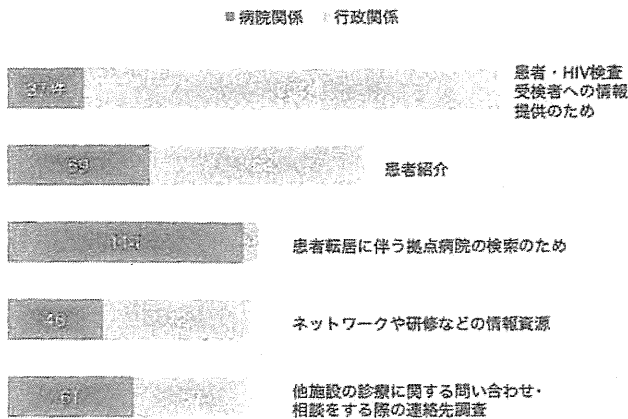 病院関係 行政関係
37件
患者・HIV検査
受検者への情報
提供のため
69
患者紹介
患者転居に伴う拠点病院の検索のため
46
ネットワークや研修などの情報資源
61
他施設の診療に関する問い合わせ・
相談をする際の連絡先調査